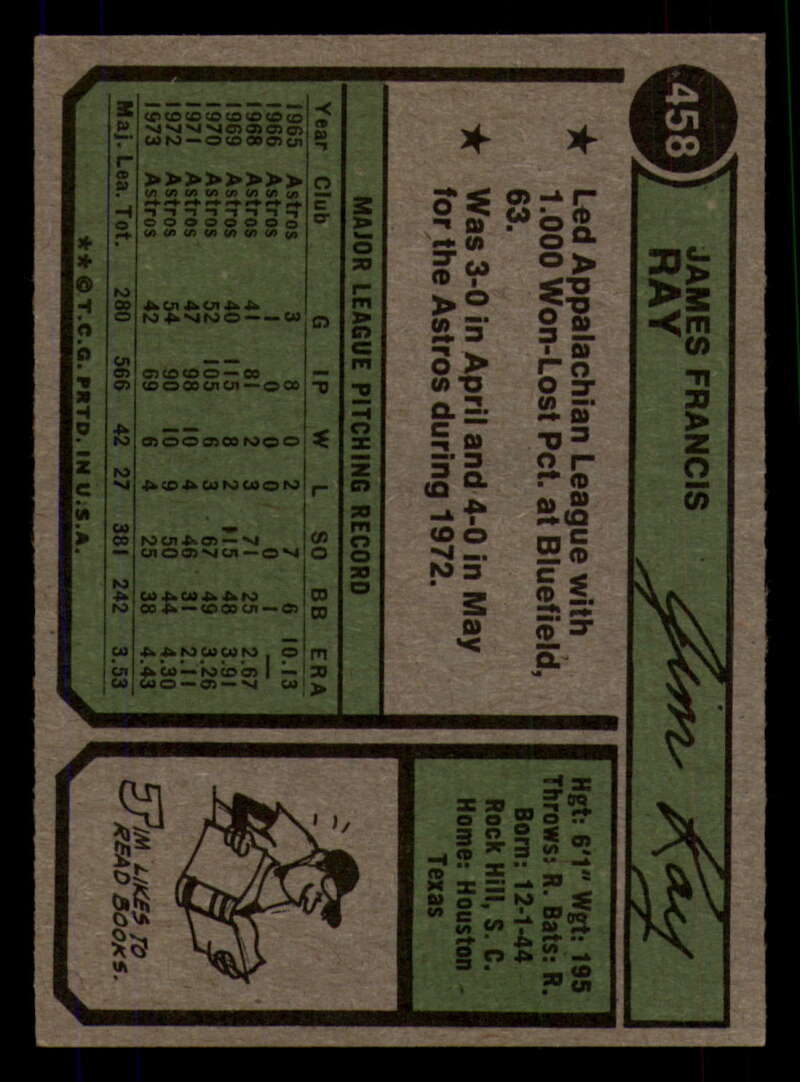 458
JAMES FRANCIS
RAY
Jim Ray
★ Led Appalachian League with
1.000 Won-Lost Pct. at Bluefield,
63.
★ Was 3-0 in April and 4-0 in May
for the Astros during 1972.
MAJOR LEAGUE PITCHING RECORD
Year Club G IP W L SO BB ERA
1965 Astros 3 8 0 2 7 6 10.13
1966 Astros 1 0 0 0 0 1 —
1968 Astros 41 81 2 3 71 25 2.67
1969 Astros 40 115 8 2 115 48 3.91
1970 Astros 52 105 6 3 67 49 3.26
1971 Astros 47 98 10 4 46 31 2.11
1972 Astros 54 90 10 9 50 44 4.30
1973 Astros 42 69 6 4 25 38 4.43
Maj. Lea. Tot. 280 566 42 27 381 242 3.53
**©T.C.G. PRTD. IN U.S.A.
Hgt: 6'1" Wgt: 195
Throws: R. Bats: R.
Born: 12-1-44
Rock Hill, S. C.
Home: Houston
Texas
JIM LIKES TO
READ BOOKS.